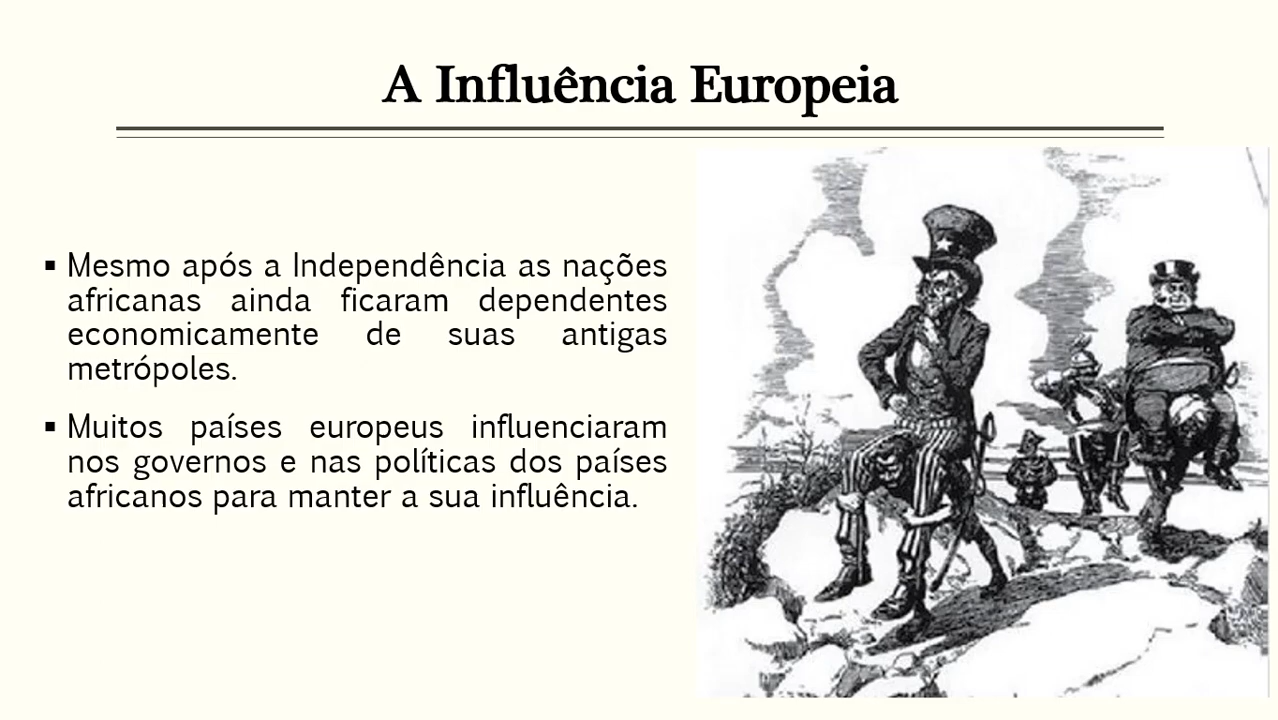 A Influência Europeia
▪ Mesmo após a Independência as nações
africanas ainda ficaram dependentes
economicamente de suas antigas
metrópoles.
▪ Muitos países europeus influenciaram
nos governos e nas políticas dos países
africanos para manter a sua influência.